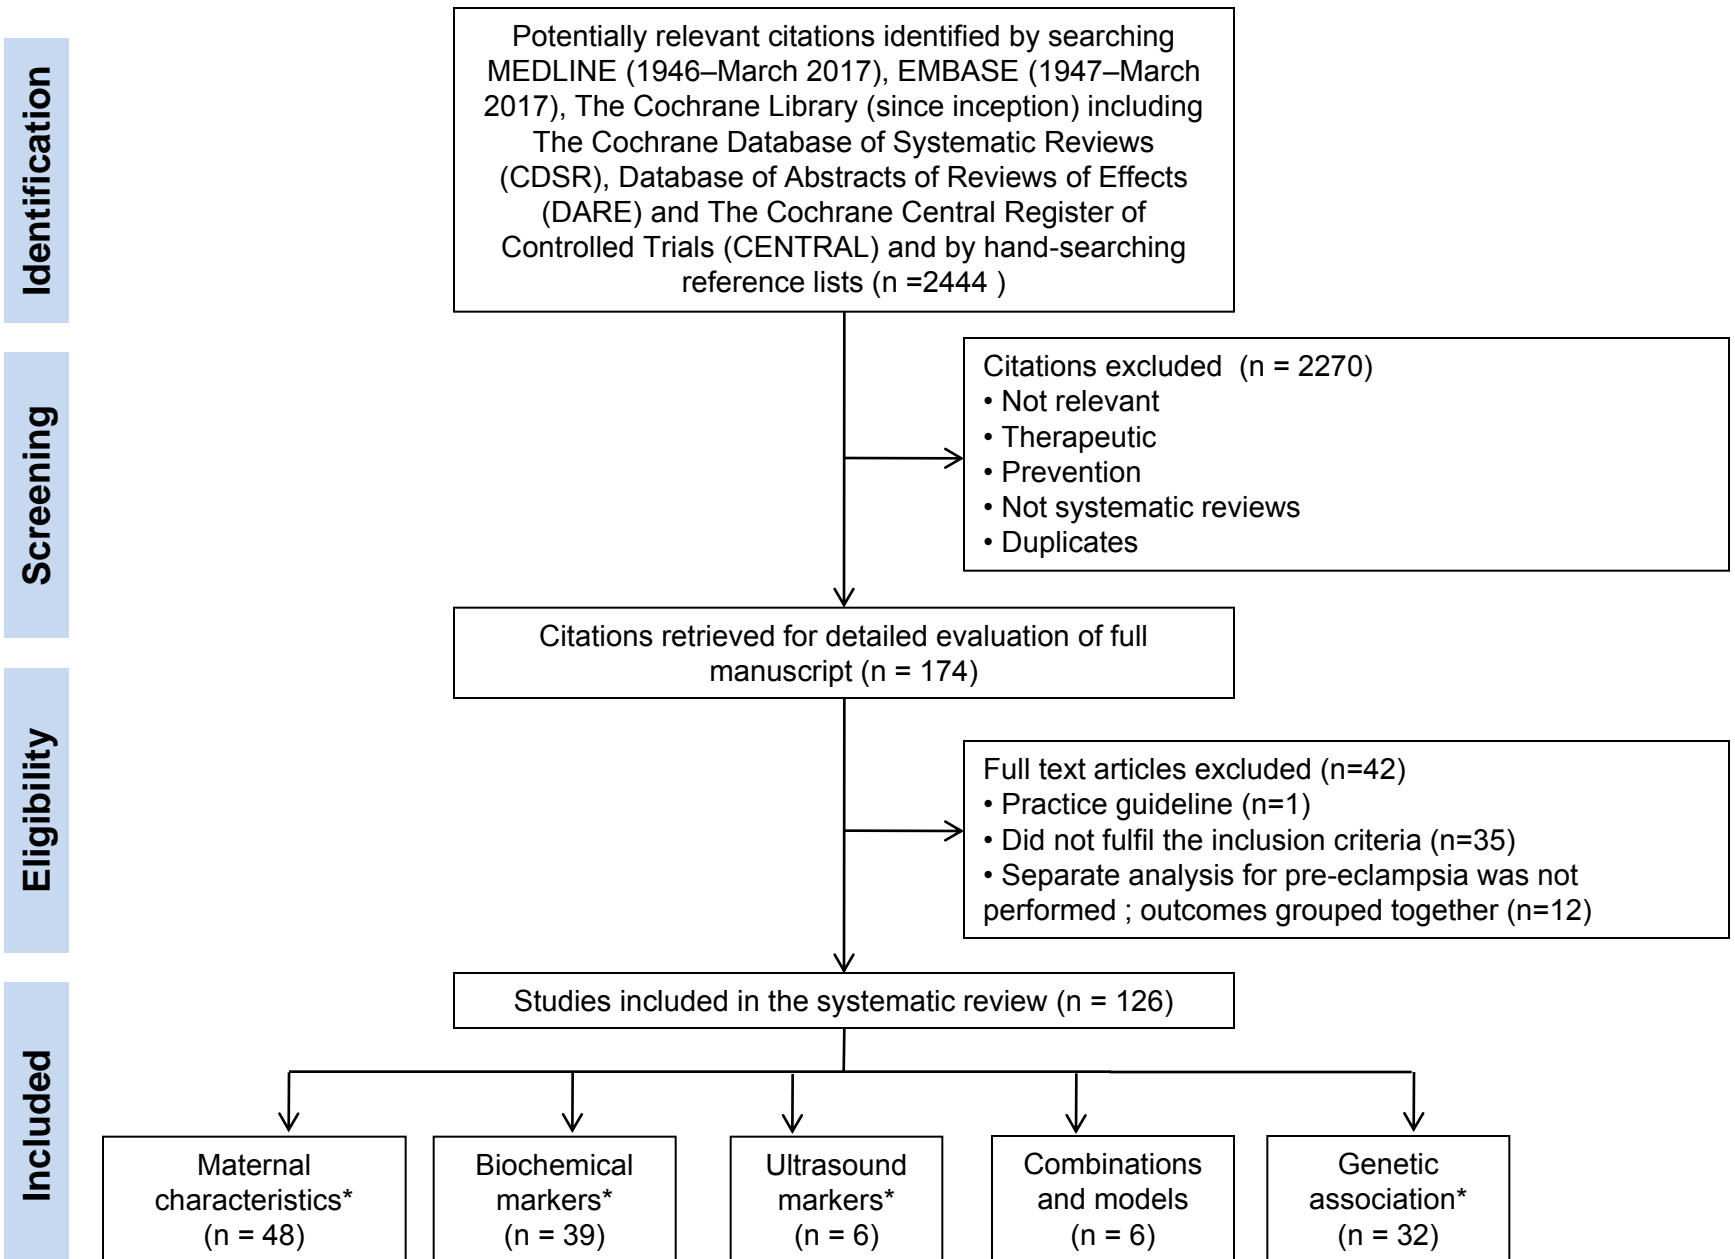 Identification
Potentially relevant citations identified by searching
MEDLINE (1946–March 2017), EMBASE (1947–March
2017), The Cochrane Library (since inception) including
The Cochrane Database of Systematic Reviews
(CDSR), Database of Abstracts of Reviews of Effects
(DARE) and The Cochrane Central Register of
Controlled Trials (CENTRAL) and by hand-searching
reference lists (n =2444 )
Screening
Citations excluded  (n = 2270)
• Not relevant
• Therapeutic
• Prevention
• Not systematic reviews
• Duplicates
Citations retrieved for detailed evaluation of full
manuscript (n = 174)
Eligibility
Full text articles excluded (n=42)
• Practice guideline (n=1)
• Did not fulfil the inclusion criteria (n=35)
• Separate analysis for pre-eclampsia was not
performed ; outcomes grouped together (n=12)
Studies included in the systematic review (n = 126)
Included
Maternal
characteristics*
(n = 48)
Biochemical
markers*
(n = 39)
Ultrasound
markers*
(n = 6)
Combinations
and models
(n = 6)
Genetic
association*
(n = 32)